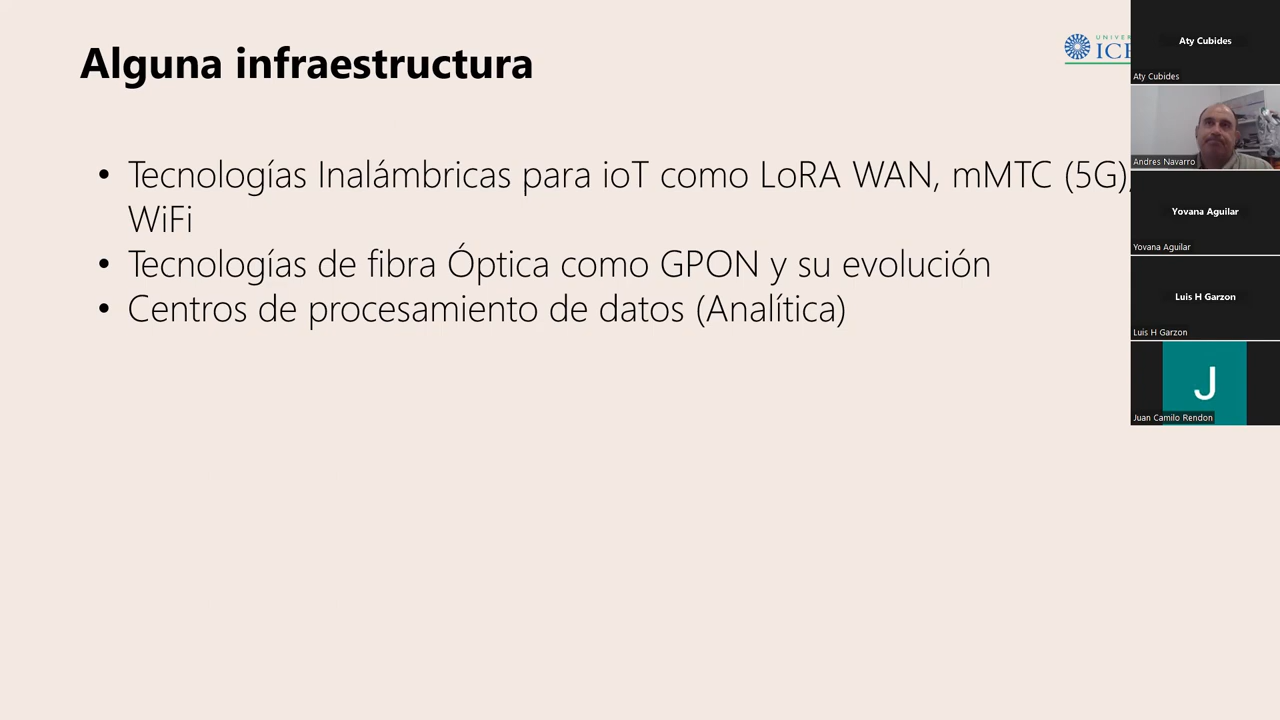 Alguna infraestructura
UNIVER
ICE
• Tecnologías Inalámbricas para ioT como LoRA WAN, mMTC (5G),
WiFi
• Tecnologías de fibra Óptica como GPON y su evolución
• Centros de procesamiento de datos (Analítica)
Aty Cubides
Aty Cubides
Andres Navarro
Yovana Aguilar
Yovana Aguilar
Luis H Garzon
Luis H Garzon
J
Juan Camilo Rendon